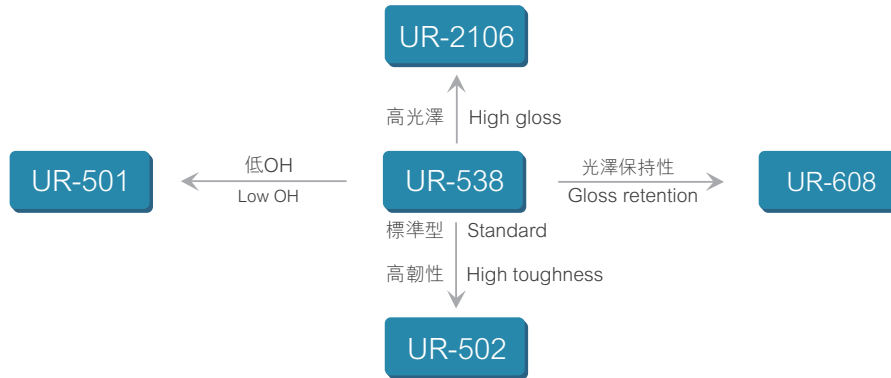 UR-2106
高光澤 High gloss
低OH
Low OH
UR-501
UR-538
光澤保持性
Gloss retention
UR-608
標準型 Standard
高韌性 High toughness
UR-502